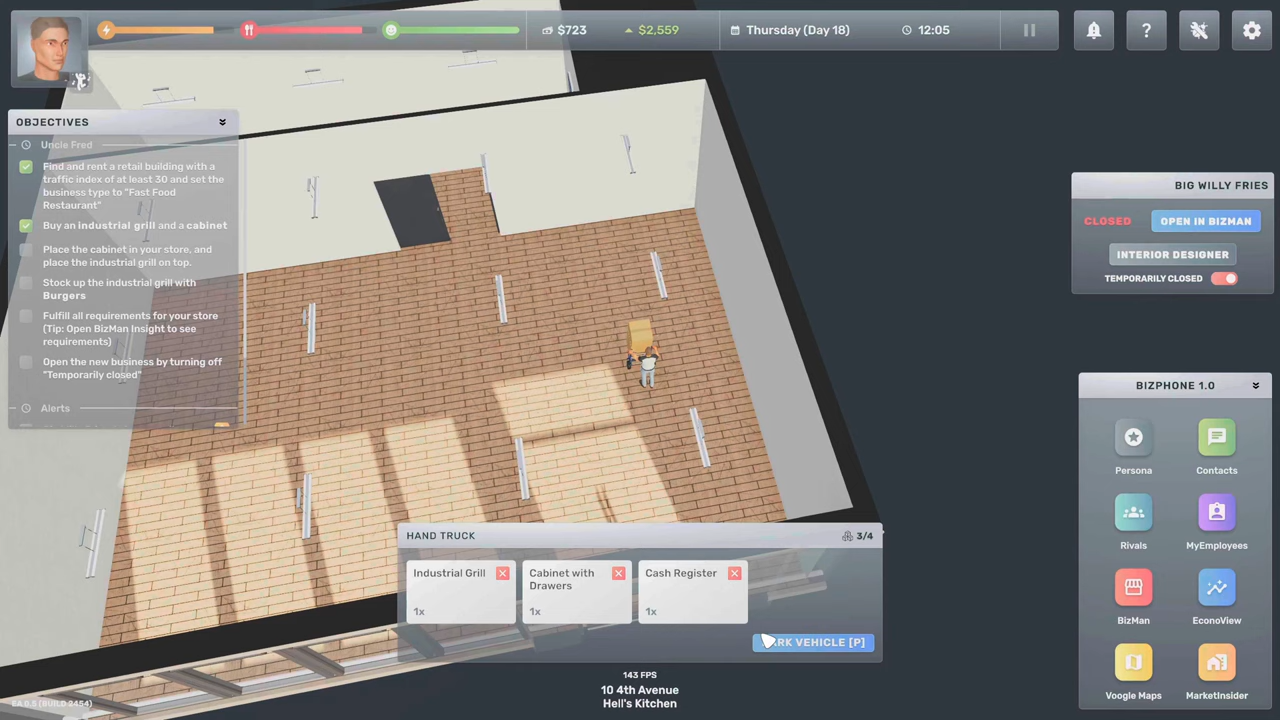 $723
$2,559
Thursday (Day 18)
12:05
?
OBJECTIVES
Uncle Fred
Find and rent a retail building with a
traffic index of at least 30 and set the
business type to "Fast Food
Restaurant"
Buy an industrial grill and a cabinet
Place the cabinet in your store, and
place the industrial grill on top.
Stock up the industrial grill with
Burgers
Fulfill all requirements for your store
(Tip: Open BizMan Insight to see
requirements)
Open the new business by turning off
"Temporarily closed"
Alerts
BIG WILLY FRIES
CLOSED
OPEN IN BIZMAN
INTERIOR DESIGNER
TEMPORARILY CLOSED
BIZPHONE 1.0
Persona
Contacts
Rivals
MyEmployees
BizMan
EconoView
Voogle Maps
MarketInsider
HAND TRUCK
3/4
Industrial Grill
1x
Cabinet with
Drawers
1x
Cash Register
1x
VEHICLE [P]
143 FPS
10 4th Avenue
Hell's Kitchen
EA 0.5 (BUILD 2454)